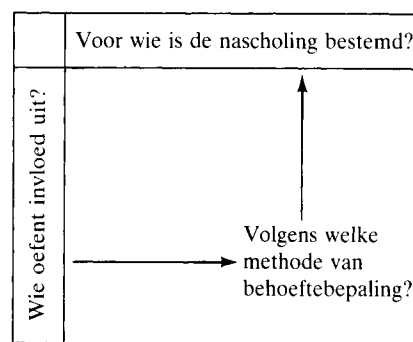 Voor wie is de nascholing bestemd?
Wie oefent invloed uit?
Volgens welke
methode van
behoeftebepaling?